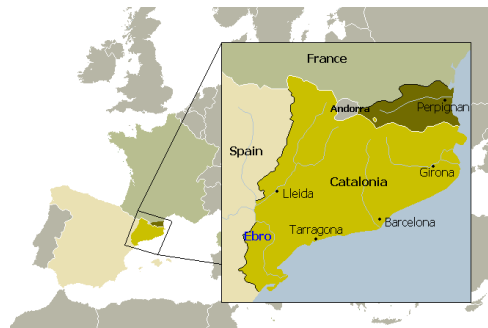 France
Andorra
Perpignan
Spain
Girona
Lleida
Catalonia
Barcelona
Tarragona
Ebro